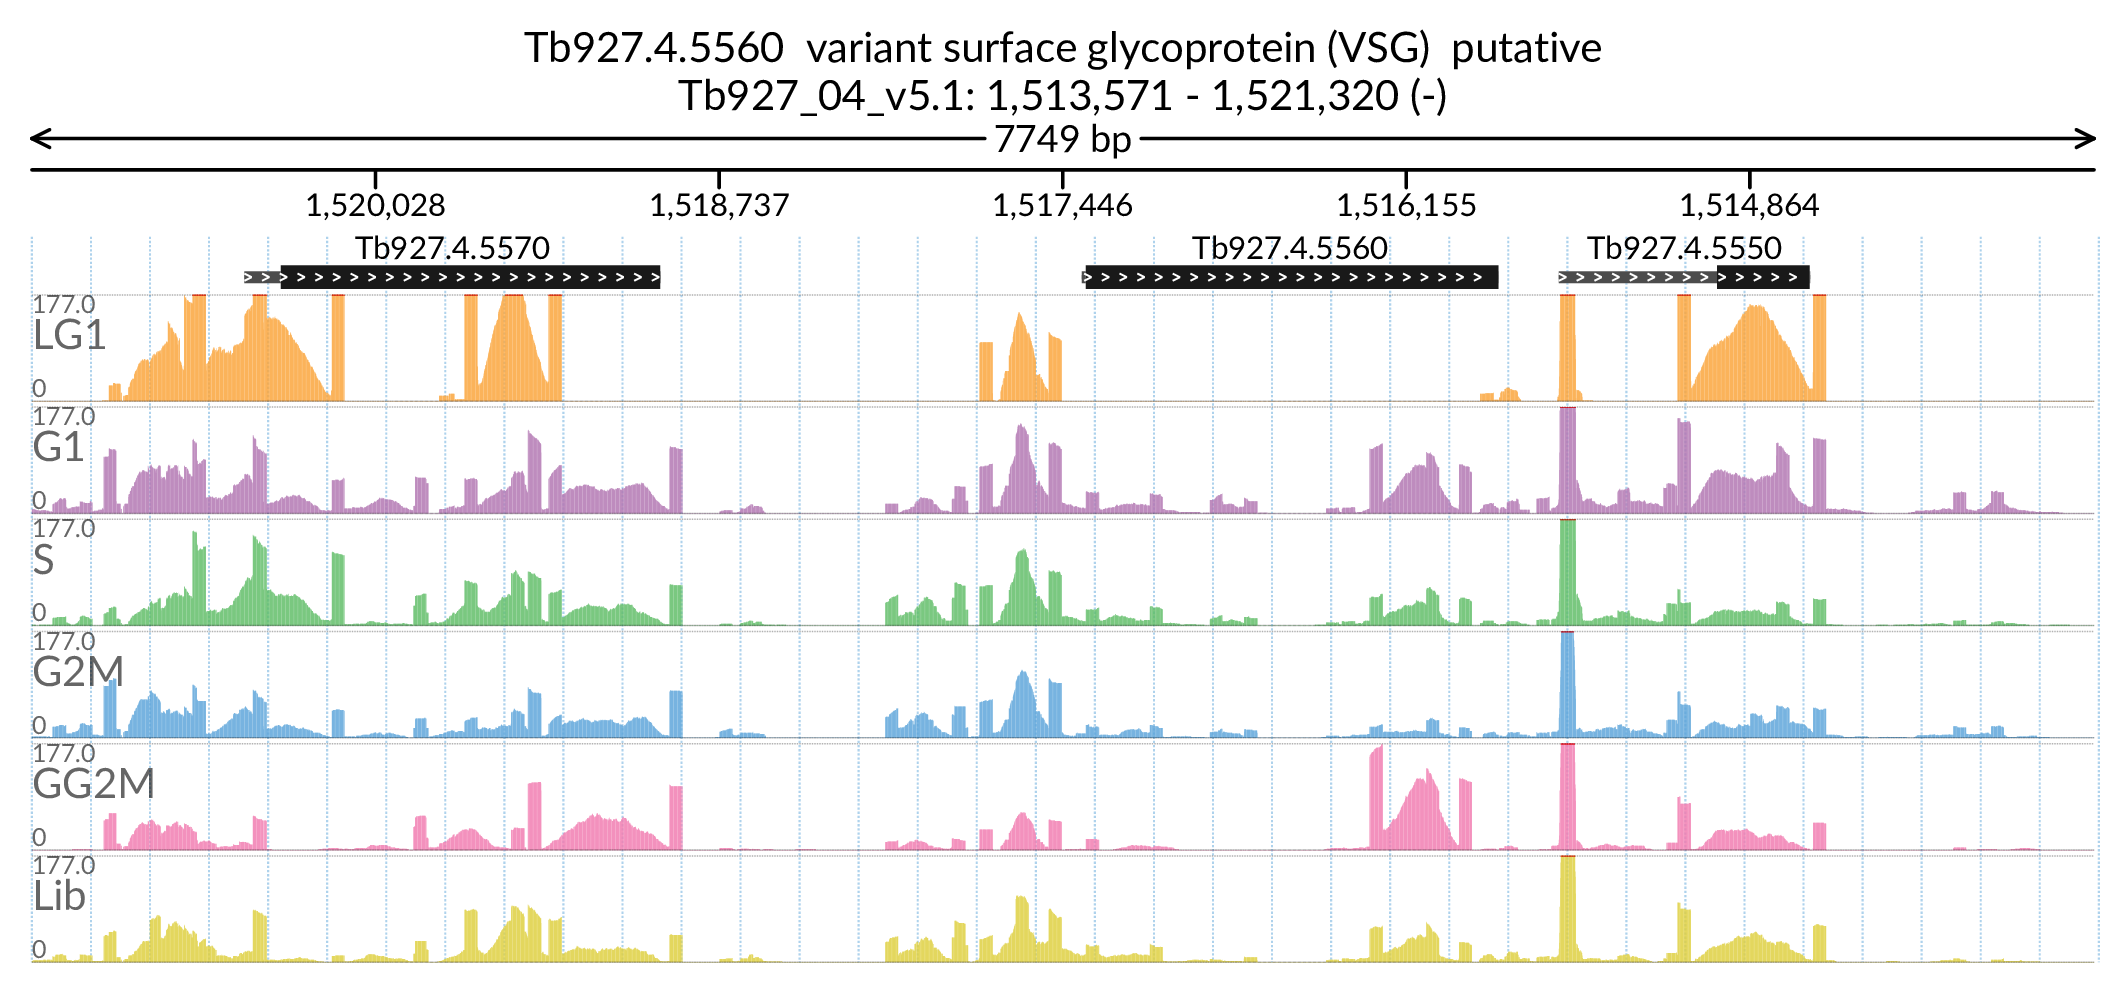 Tb927.4.5560 variant surface glycoprotein (VSG) putative
Tb927_04_v5.1: 1,513,571 - 1,521,320 (-)
7749 bp
1,520,028 1,518,737 1,517,446 1,516,155 1,514,864
Tb927.4.5570 Tb927.4.5560 Tb927.4.5550
177.0
LG1
0
177.0
G1
0
177.0
S
0
177.0
G2M
0
177.0
GG2M
0
177.0
Lib
0